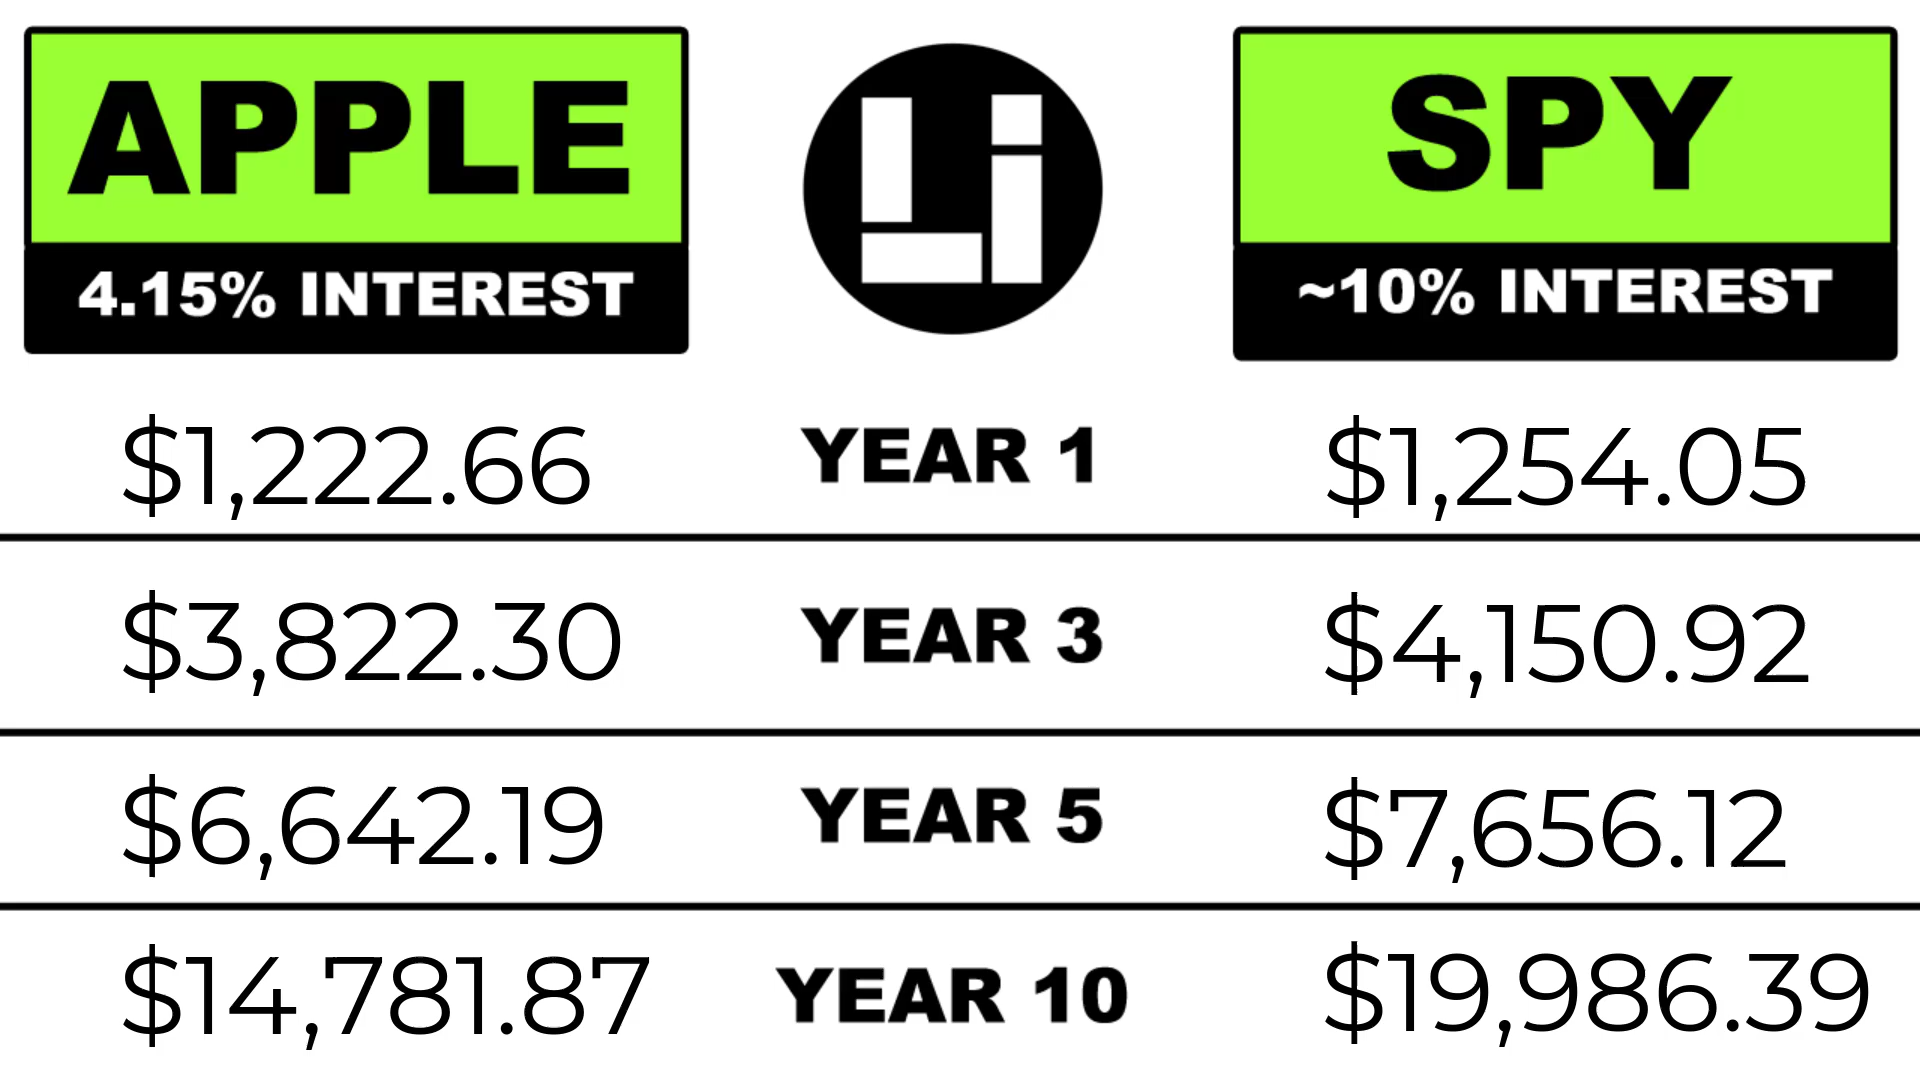 APPLE
4.15% INTEREST
Li
SPY
~10% INTEREST
$1,222.66 YEAR 1 $1,254.05
$3,822.30 YEAR 3 $4,150.92
$6,642.19 YEAR 5 $7,656.12
$14,781.87 YEAR 10 $19,986.39